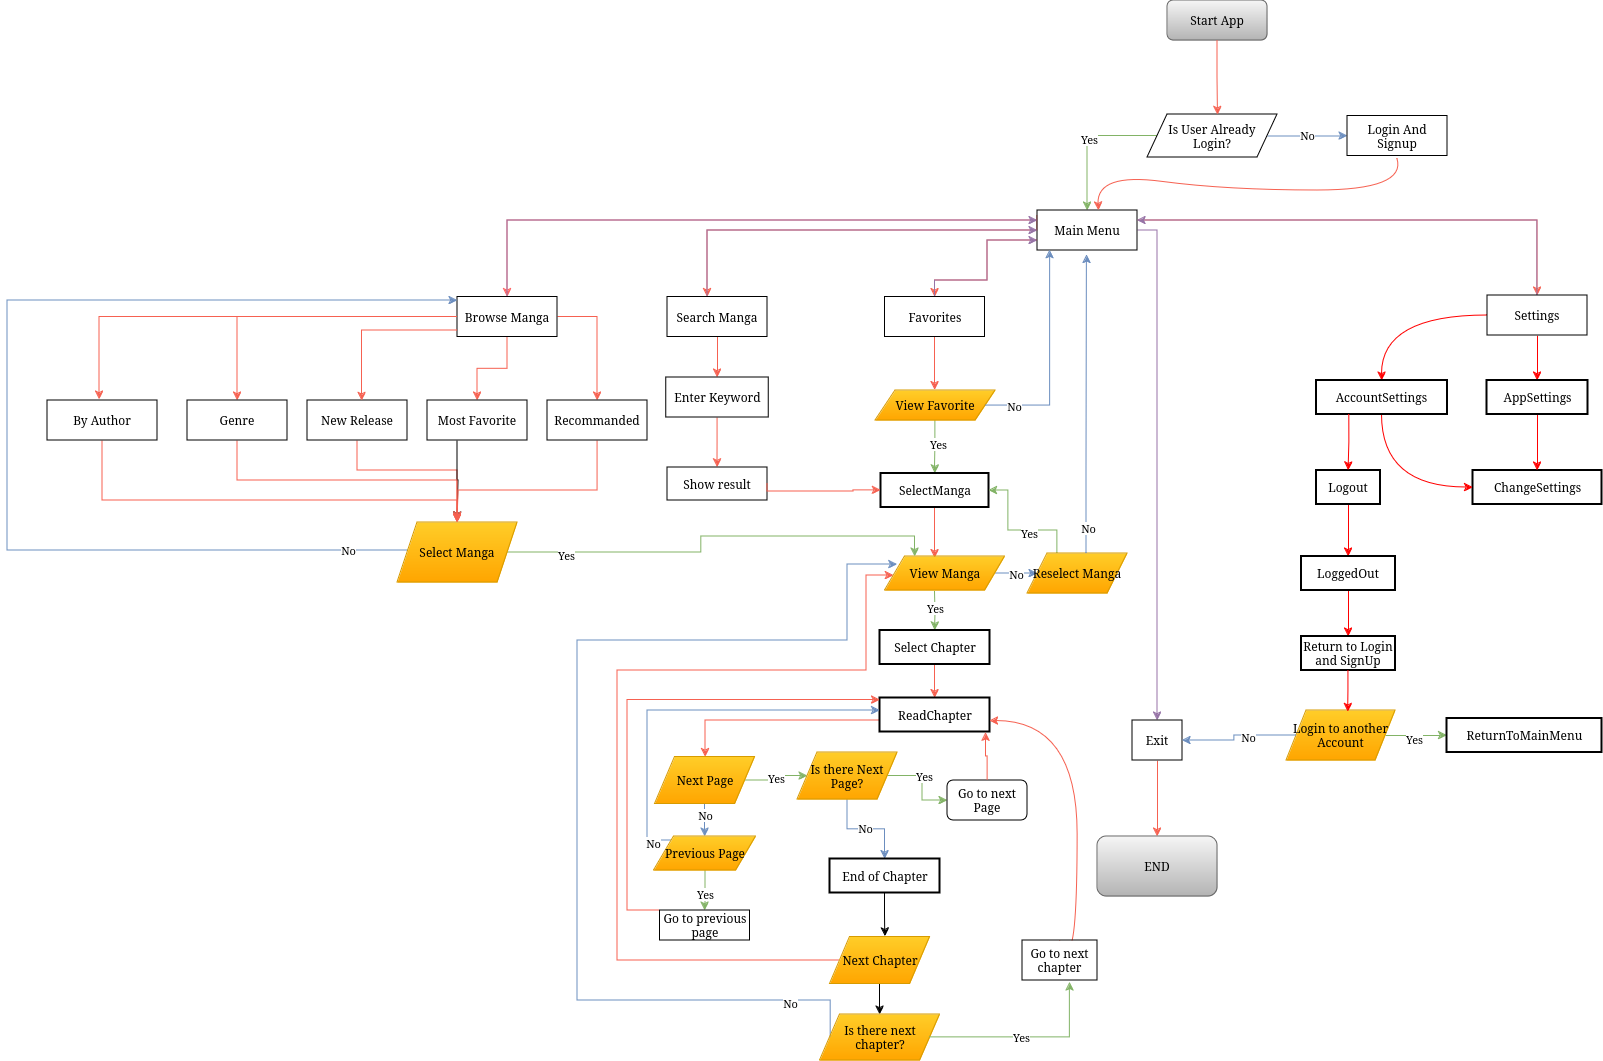 Start App
Is User Already
Login?
Yes
No
Login And
Signup
Main Menu
Browse Manga
Search Manga
Favorites
Settings
By Author
Genre
New Release
Most Favorite
Recommanded
Enter Keyword
View Favorite
No
AccountSettings
AppSettings
Yes
Show result
SelectManga
Logout
ChangeSettings
Select Manga
No
Yes
Yes
No
View Manga
No
Reselect Manga
LoggedOut
Yes
Select Chapter
Return to Login
and SignUp
ReadChapter
Exit
No
Login to another
Account
Yes
ReturnToMainMenu
Next Page
Yes
Is there Next
Page?
Yes
Go to next
Page
No
No
Previous Page
No
END
End of Chapter
Yes
Go to previous
page
Next Chapter
Go to next
chapter
No
Is there next
chapter?
Yes